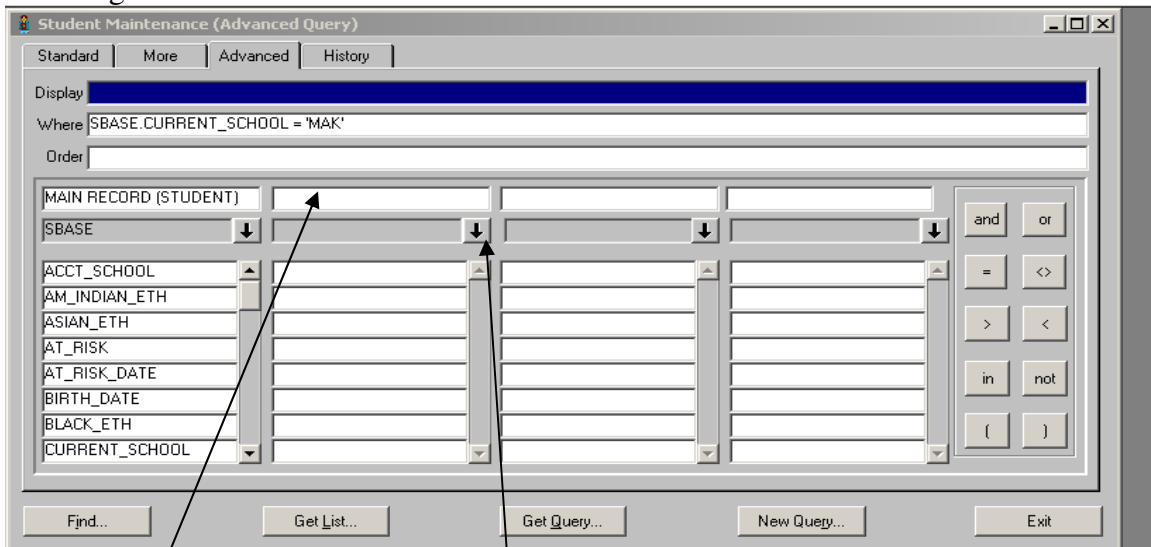 Student Maintenance (Advanced Query)
Standard More Advanced History
Display
Where SBASE.CURRENT_SCHOOL = 'MAK'
Order
MAIN RECORD (STUDENT)
SBASE
and or
ACCT_SCHOOL
= <>
AM_INDIAN_ETH
ASIAN_ETH
> <
AT_RISK
AT_RISK_DATE
in not
BIRTH_DATE
BLACK_ETH
( )
CURRENT_SCHOOL
Find... Get List... Get Query... New Query... Exit